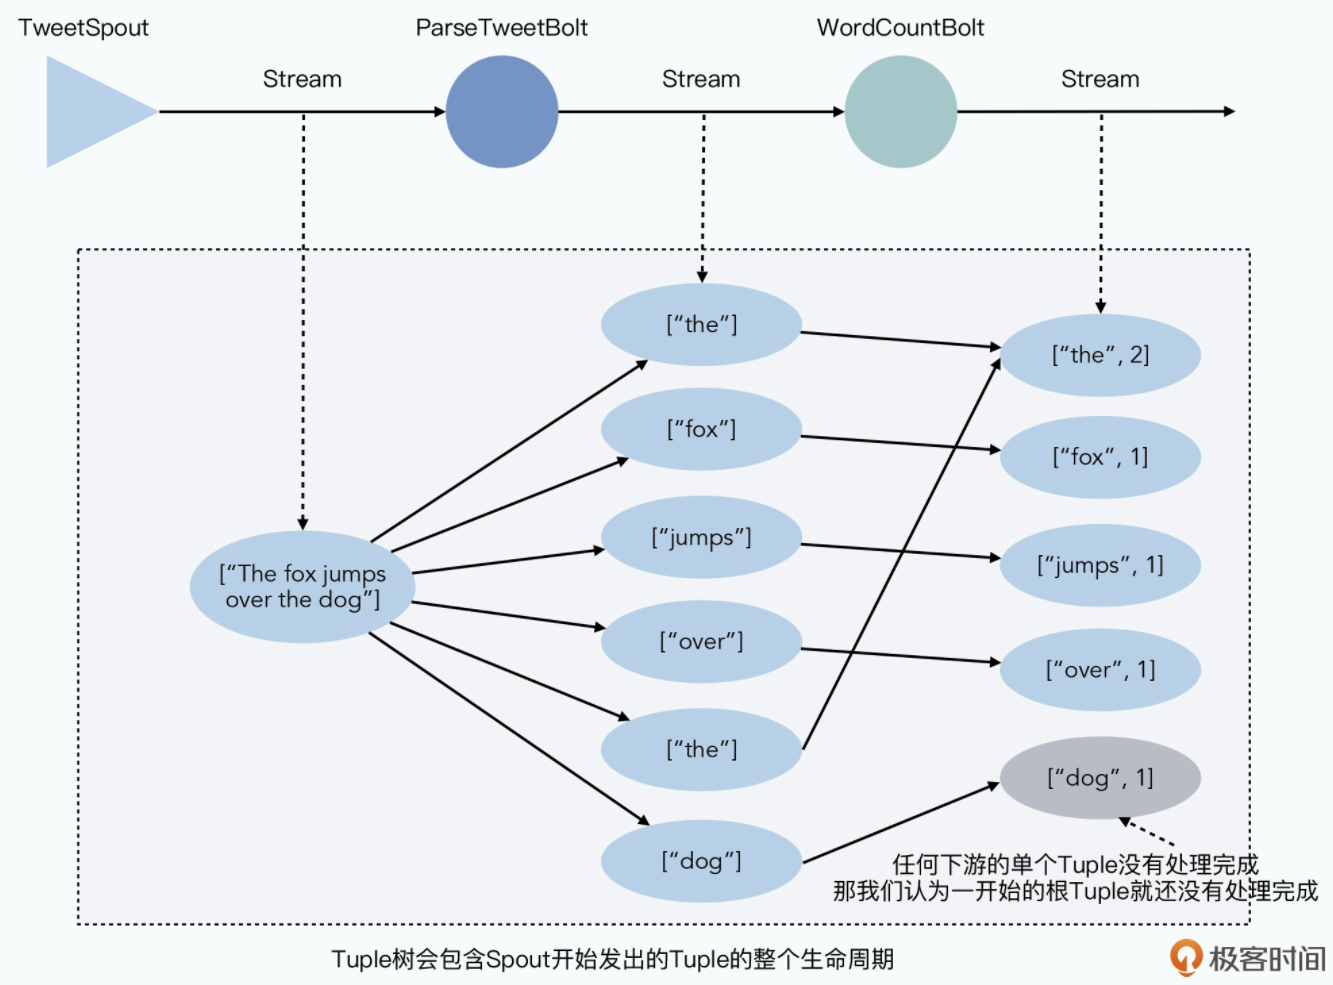 TweetSpout
ParseTweetBolt
WordCountBolt
Stream
Stream
Stream
[“the”]
[“the”, 2]
[“fox”]
[“fox”, 1]
[“jumps”]
[“jumps”, 1]
[“The fox jumps
over the dog”]
[“over”]
[“over”, 1]
[“the”]
[“dog”, 1]
[“dog”]
任何下游的单个Tuple没有处理完成
那我们认为一开始的根Tuple就还没有处理完成
Tuple树会包含Spout开始发出的Tuple的整个生命周期
极客时间